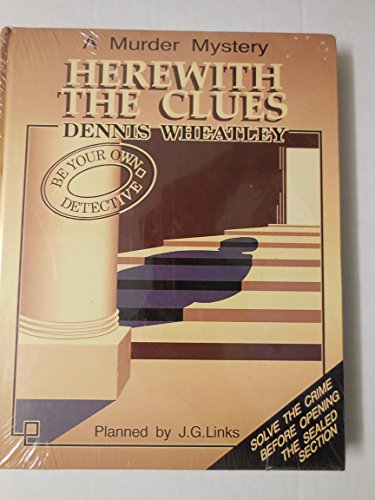 A Murder Mystery
HEREWITH
THE CLUES
DENNIS WHEATLEY
BE YOUR OWN
DETECTIVE
Planned by J.G.Links
SOLVE THE CRIME
BEFORE OPENING
THE SEALED
SECTION